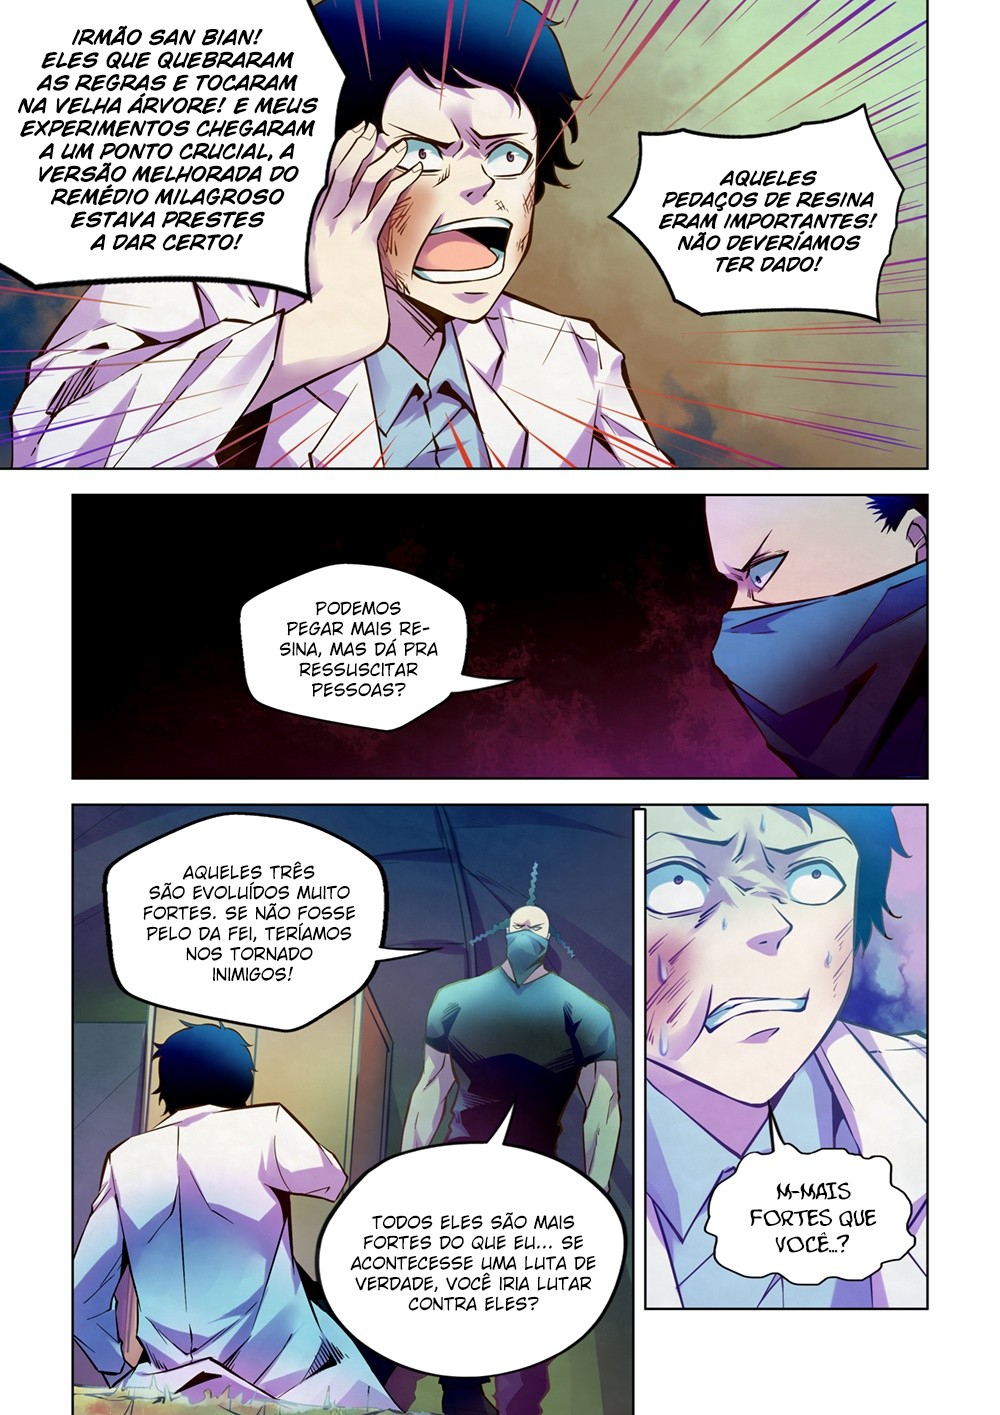 IRMÃO SAN BIAN!
ELES QUE QUEBRARAM
AS REGRAS E TOCARAM
NA VELHA ÁRVORE! E MEUS
EXPERIMENTOS CHEGARAM
A UM PONTO CRUCIAL, A
VERSÃO MELHORADA DO
REMÉDIO MILAGROSO
ESTAVA PRESTES
A DAR CERTO!
AQUELES
PEDAÇOS DE RESINA
ERAM IMPORTANTES!
NÃO DEVERÍAMOS
TER DADO!
PODEMOS
PEGAR MAIS RE-
SINA, MAS DÁ PRA
RESSUSCITAR
PESSOAS?
AQUELES TRÊS
SÃO EVOLUÍDOS MUITO
FORTES. SE NÃO FOSSE
PELO DA FEI, TERÍAMOS
NOS TORNADO
INIMIGOS!
TODOS ELES SÃO MAIS
FORTES DO QUE EU... SE
ACONTECESSE UMA LUTA DE
VERDADE, VOCÊ IRIA LUTAR
CONTRA ELES?
M-MAIS
FORTES QUE
VOCÊ...?